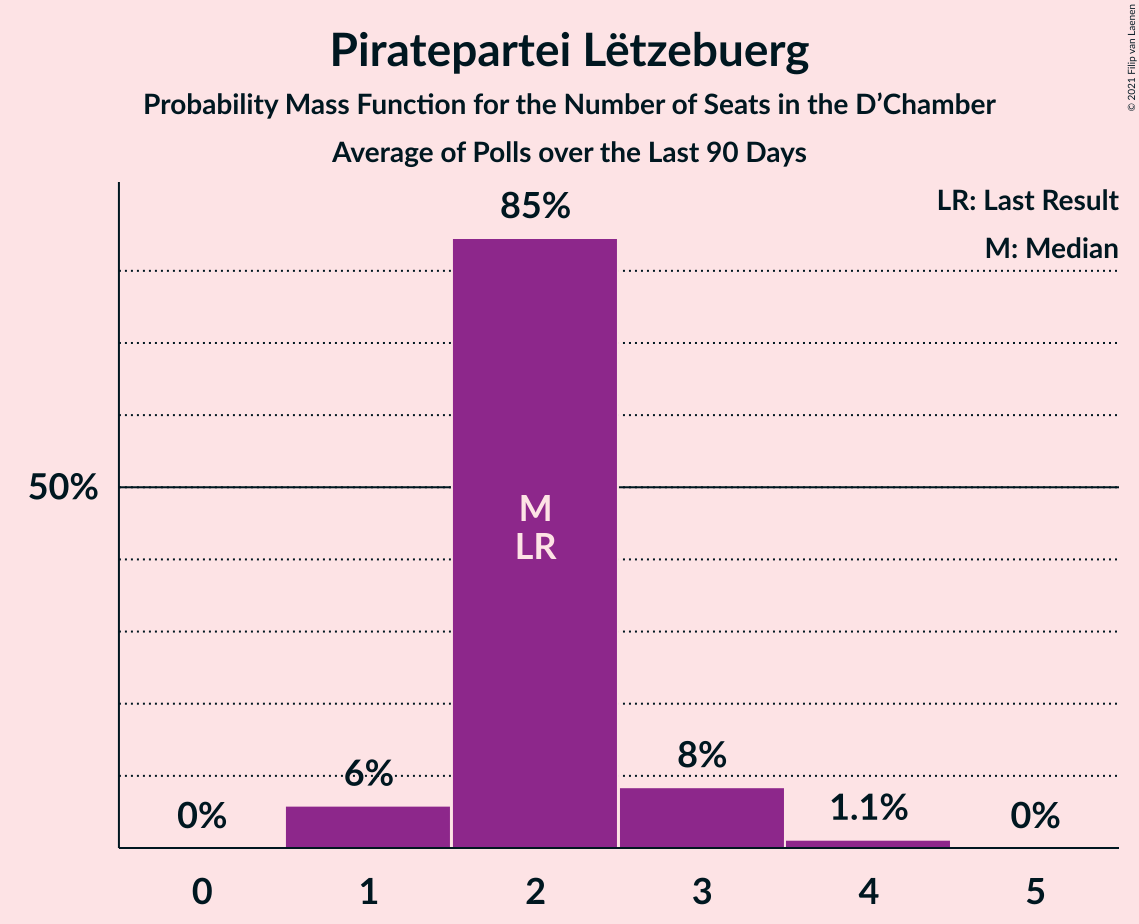 Piratepartei Lëtzebuerg
Probability Mass Function for the Number of Seats in the D’Chamber
Average of Polls over the Last 90 Days
© 2021 Filip van Laenen
LR: Last Result
M: Median
85%
50%
M
LR
0%
6%
8%
1.1%
0%
0 1 2 3 4 5